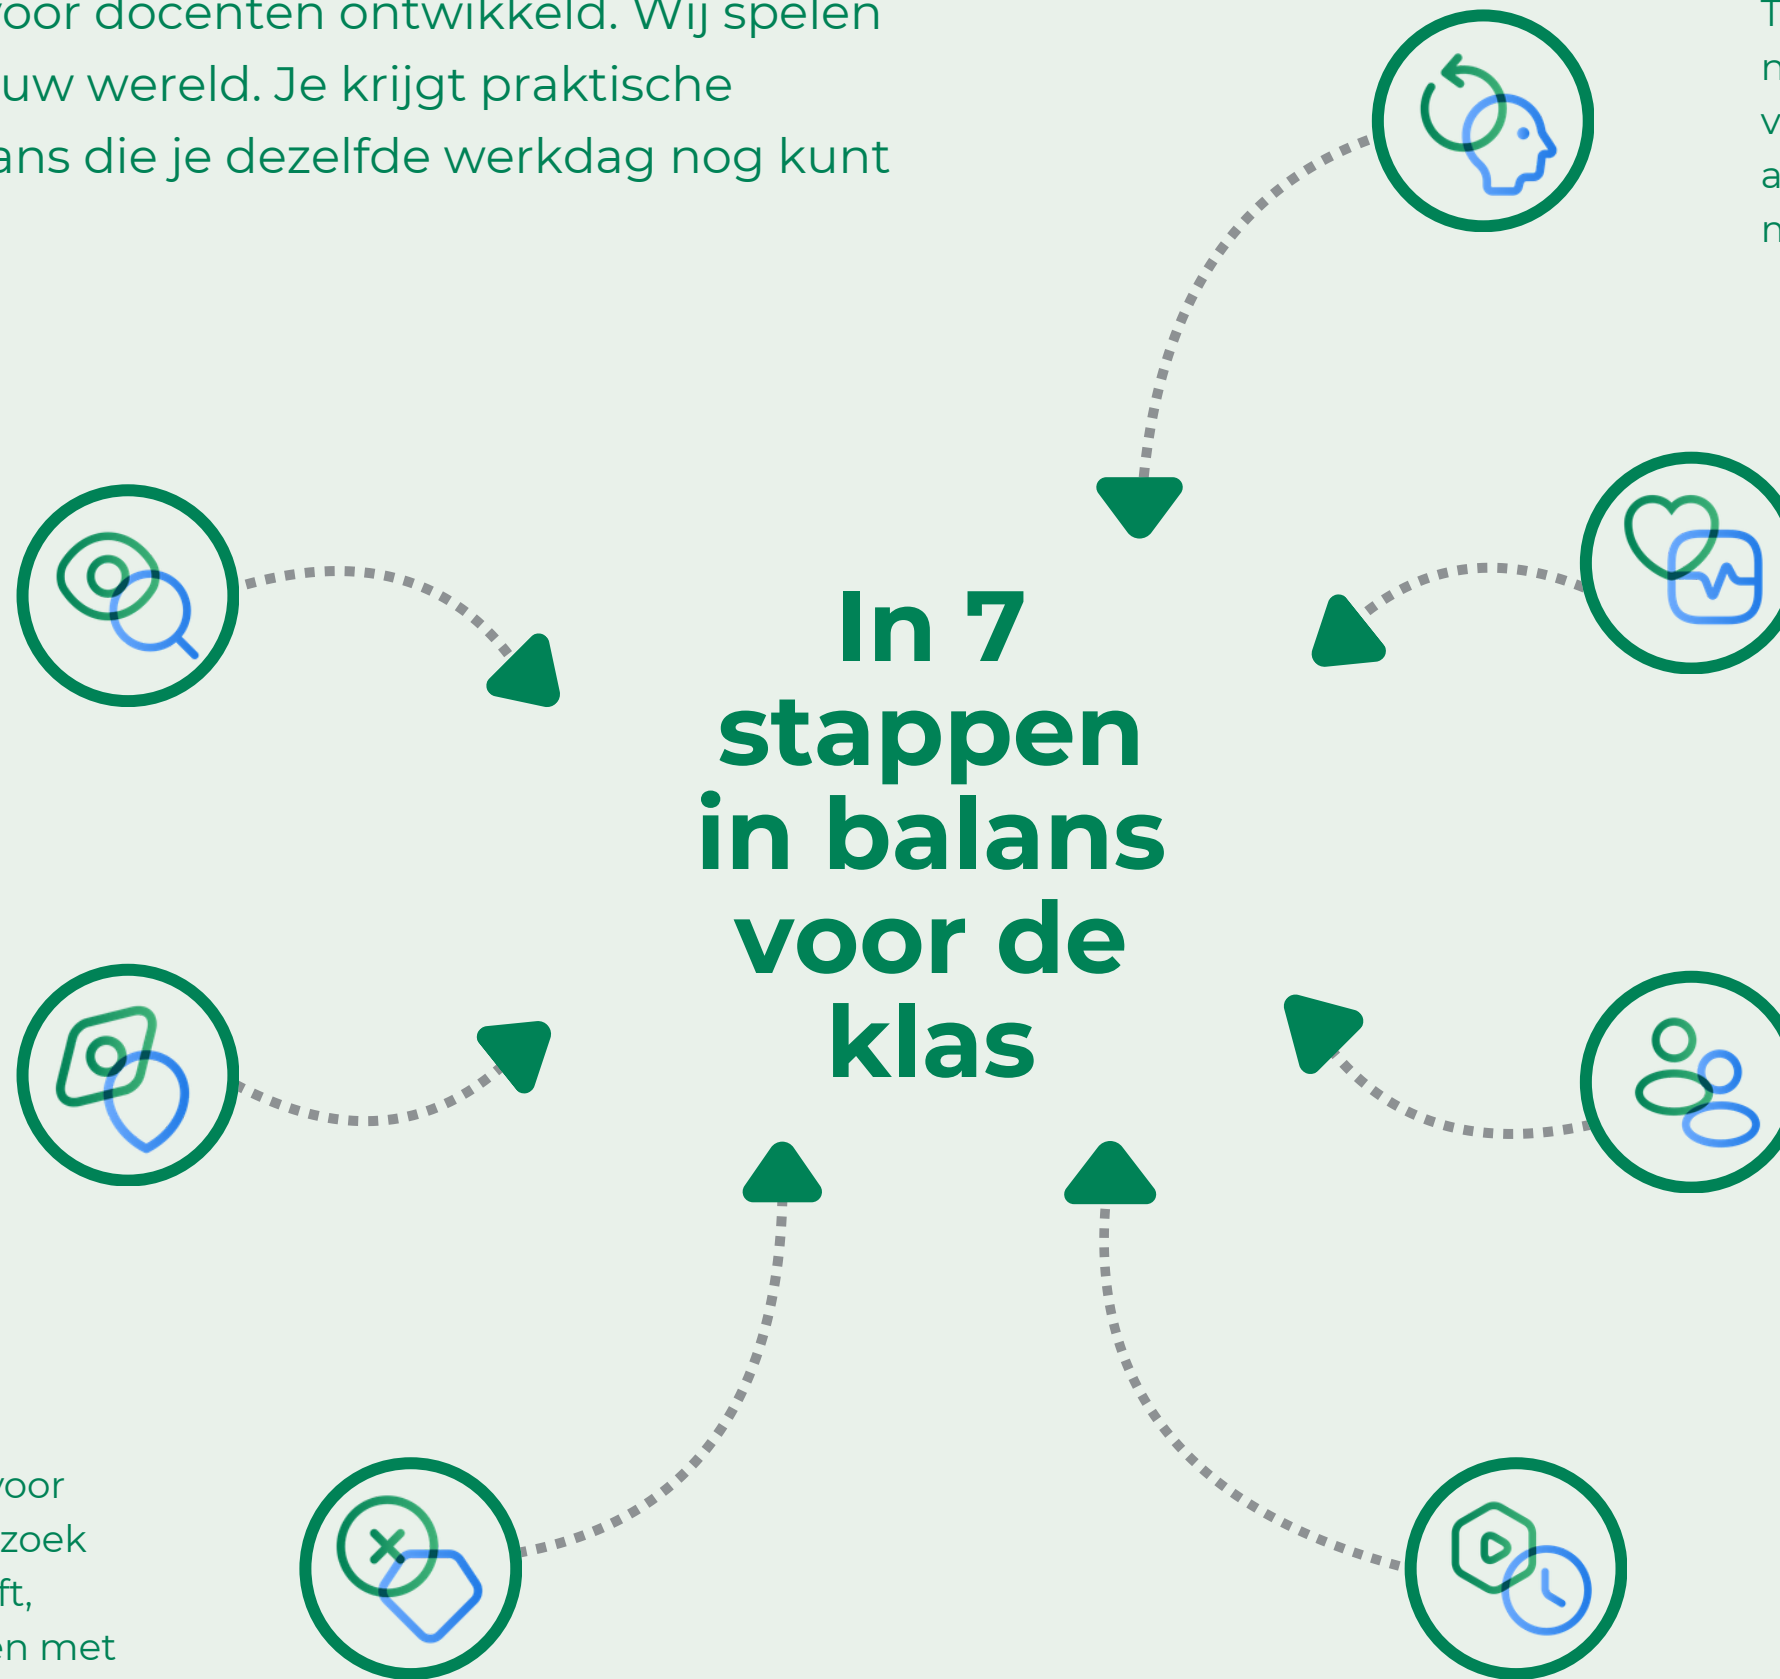 voor docenten ontwikkeld. Wij spelen
uw wereld. Je krijgt praktische
ans die je dezelfde werkdag nog kunt
In 7
stappen
in balans
voor de
klas
voor
zoek
ft,
en met